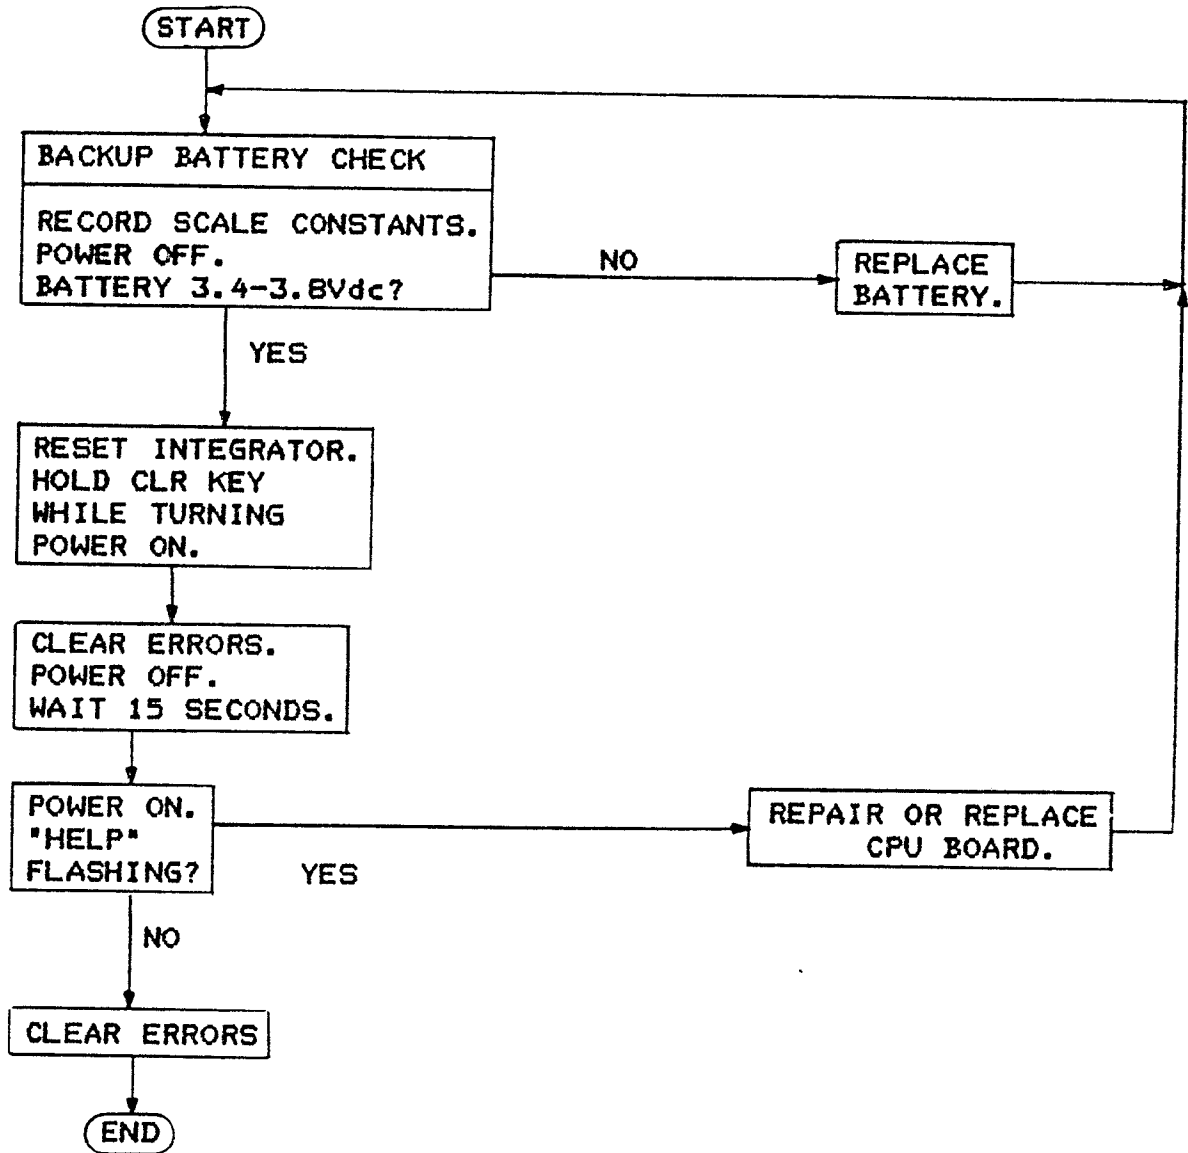 START
BACKUP BATTERY CHECK
RECORD SCALE CONSTANTS.
POWER OFF.
BATTERY 3.4-3.8Vdc?
NO
REPLACE
BATTERY.
YES
RESET INTEGRATOR.
HOLD CLR KEY
WHILE TURNING
POWER ON.
CLEAR ERRORS.
POWER OFF.
WAIT 15 SECONDS.
POWER ON.
"HELP"
FLASHING?
YES
REPAIR OR REPLACE
CPU BOARD.
NO
CLEAR ERRORS
END